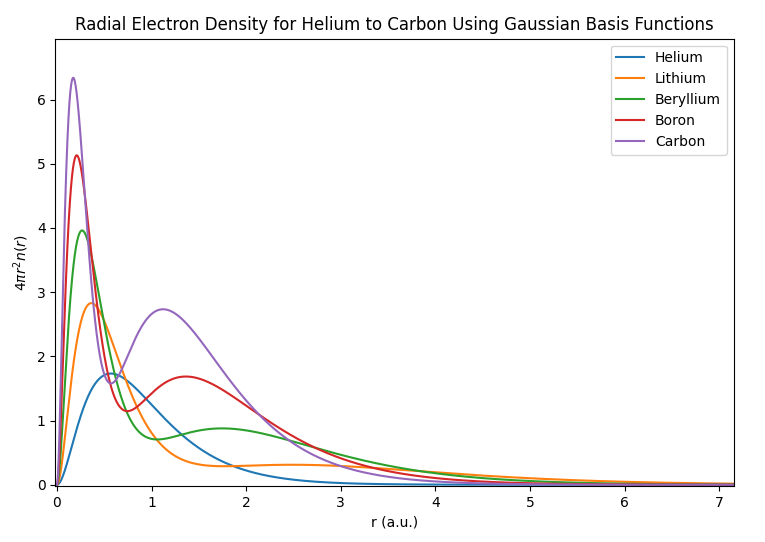 Radial Electron Density for Helium to Carbon Using Gaussian Basis Functions
Helium
Lithium
Beryllium
Boron
Carbon
6
5
4
3
2
1
0
4πr²n(r)
0 1 2 3 4 5 6 7
r (a.u.)